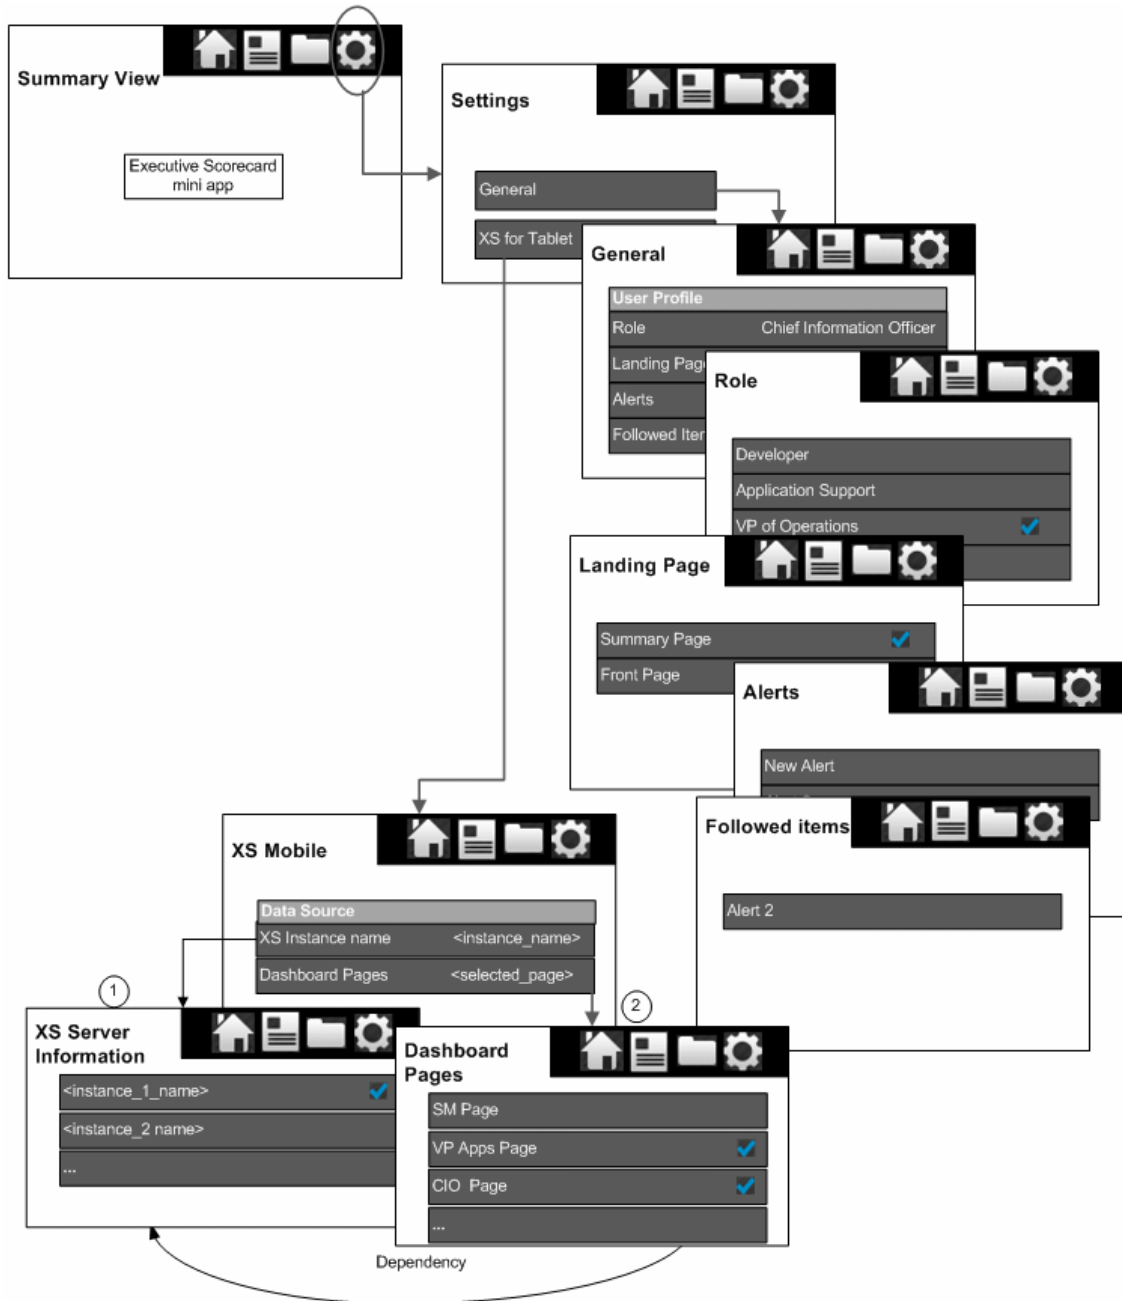 Summary View
Executive Scorecard
mini app
Settings
General
XS for Tablet
General
User Profile
Role Chief Information Officer
Landing Page
Alerts
Followed Iter
Role
Developer
Application Support
VP of Operations
Landing Page
Summary Page
Front Page
Alerts
New Alert
Followed items
Alert 2
XS Mobile
Data Source
XS Instance name <instance_name>
Dashboard Pages <selected_page>
1
2
XS Server
Information
<instance_1_name>
<instance_2 name>
...
Dashboard
Pages
SM Page
VP Apps Page
CIO Page
...
Dependency